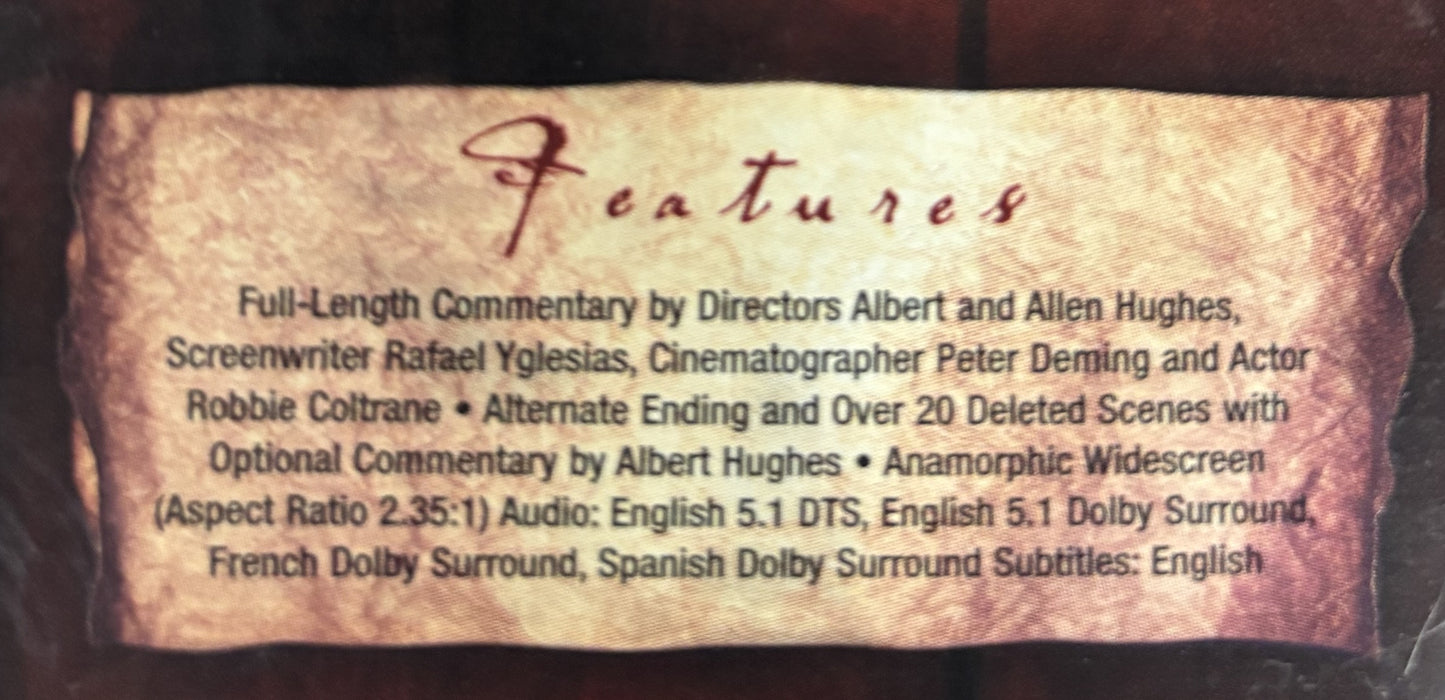 Features
Full-Length Commentary by Directors Albert and Allen Hughes,
Screenwriter Rafael Yglesias, Cinematographer Peter Deming and Actor
Robbie Coltrane • Alternate Ending and Over 20 Deleted Scenes with
Optional Commentary by Albert Hughes • Anamorphic Widescreen
(Aspect Ratio 2.35:1) Audio: English 5.1 DTS, English 5.1 Dolby Surround,
French Dolby Surround, Spanish Dolby Surround Subtitles: English